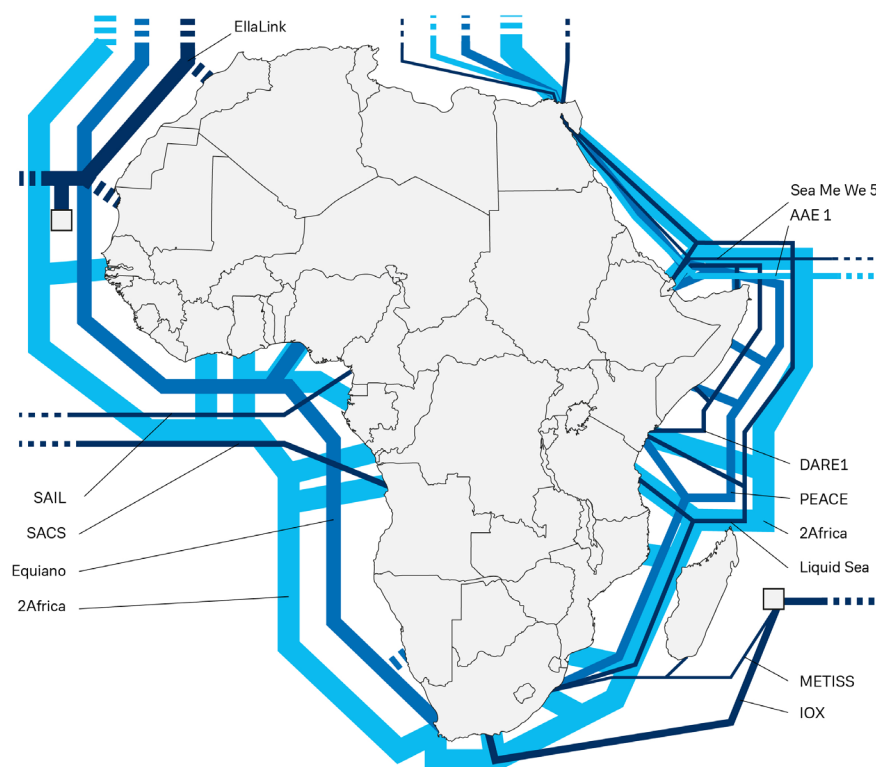 EllaLink
Sea Me We 5
AAE 1
SAIL
SACS
Equiano
2Africa
DARE1
PEACE
2Africa
Liquid Sea
METISS
IOX